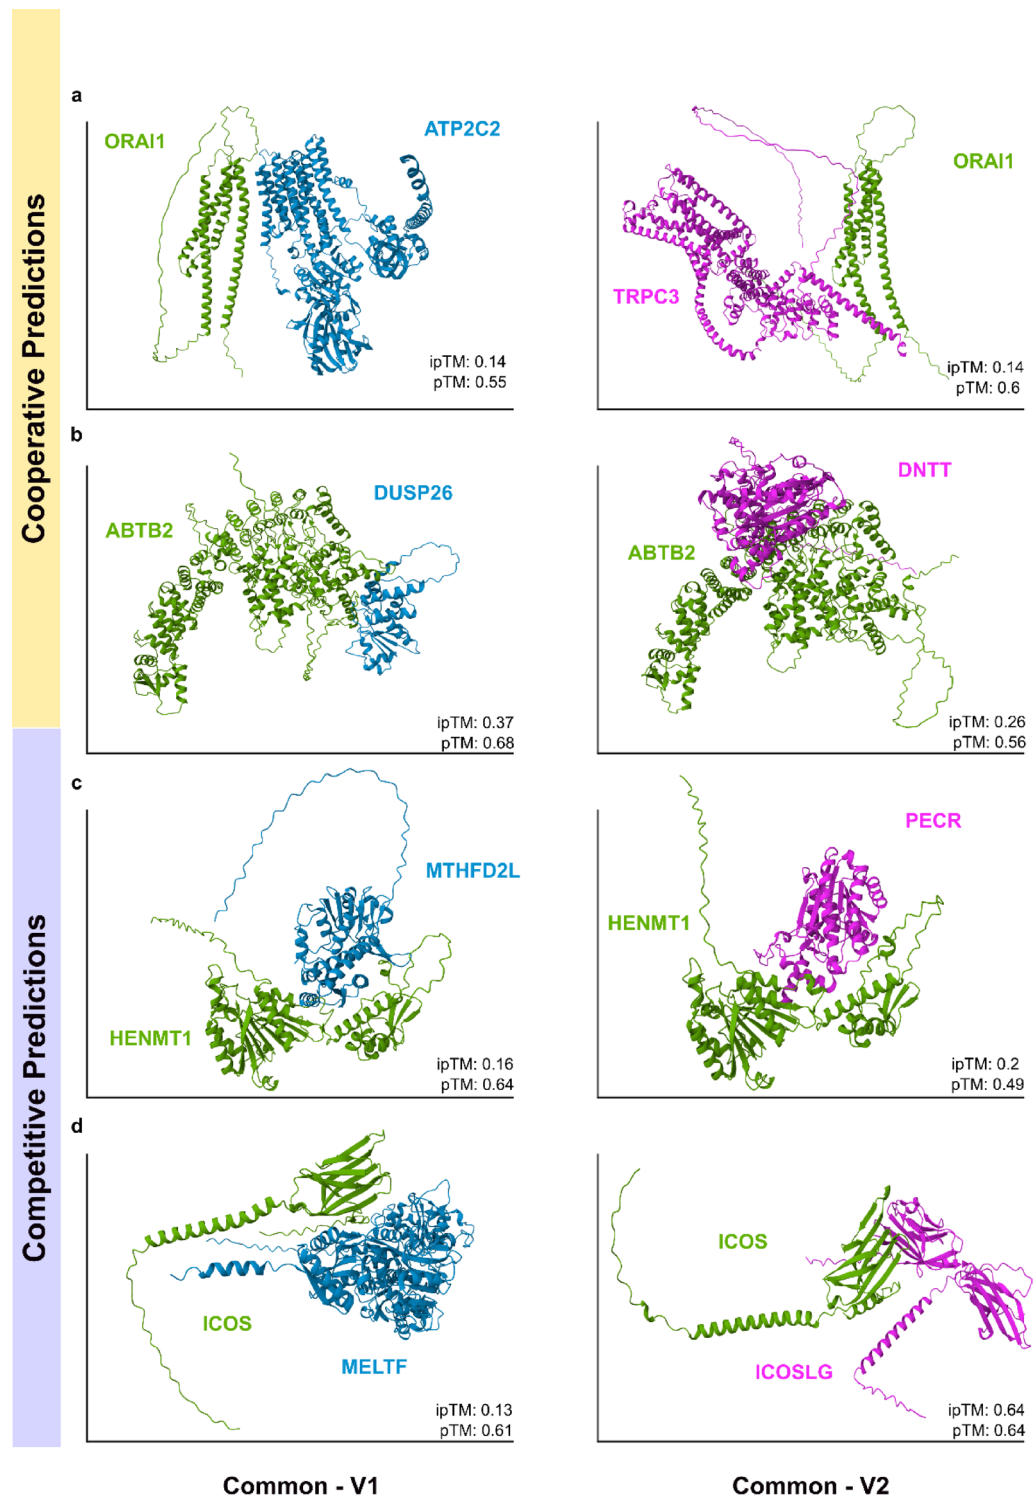 Cooperative Predictions
a
ORAI1
ATP2C2
ipTM: 0.14
pTM: 0.55
ORAI1
TRPC3
ipTM: 0.14
pTM: 0.6
b
ABTB2
DUSP26
ipTM: 0.37
pTM: 0.68
DNTT
ABTB2
ipTM: 0.26
pTM: 0.56
Competitive Predictions
c
MTHFD2L
HENMT1
ipTM: 0.16
pTM: 0.64
PECR
HENMT1
ipTM: 0.2
pTM: 0.49
d
ICOS
MELTF
ipTM: 0.13
pTM: 0.61
ICOS
ICOSLG
ipTM: 0.64
pTM: 0.64
Common - V1
Common - V2